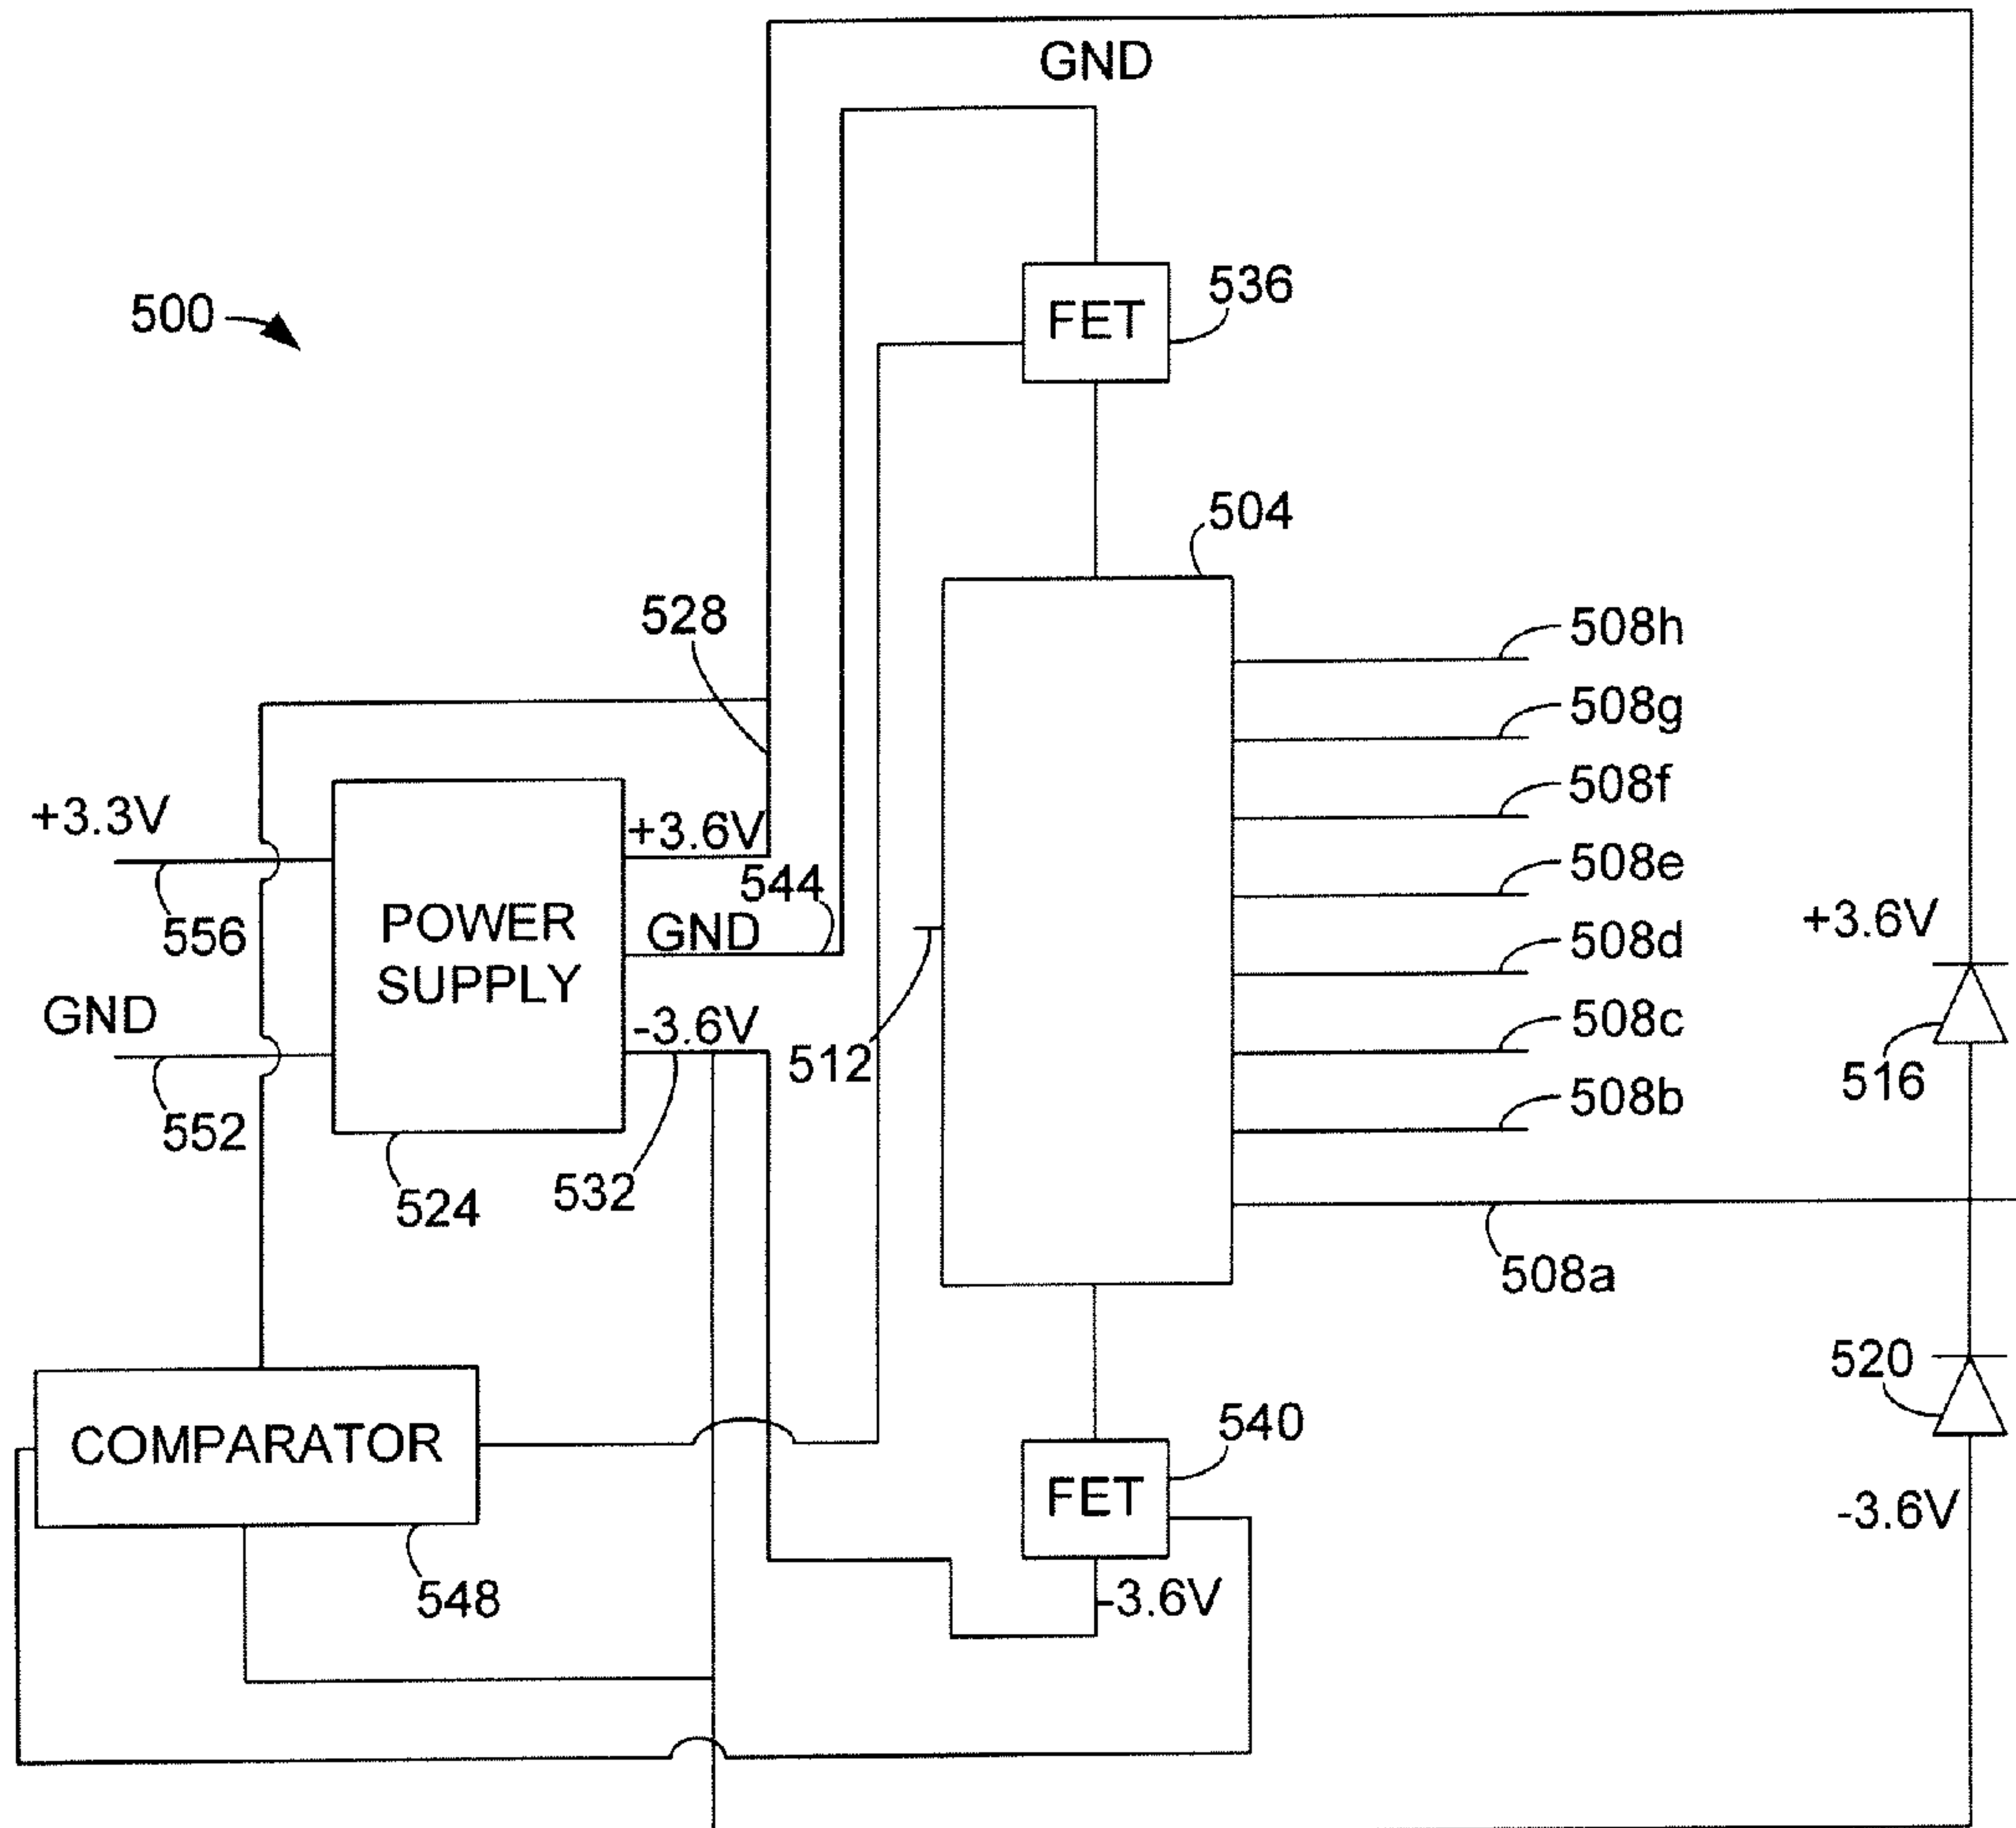 GND
536
FET
500
504
528
508h
508g
+3.3V
+3.6V
508f
544
508e
556
POWER
SUPPLY
GND
+3.6V
508d
GND
-3.6V
512
508c
516
552
508b
524
532
508a
520
COMPARATOR
540
FET
-3.6V
548
-3.6V